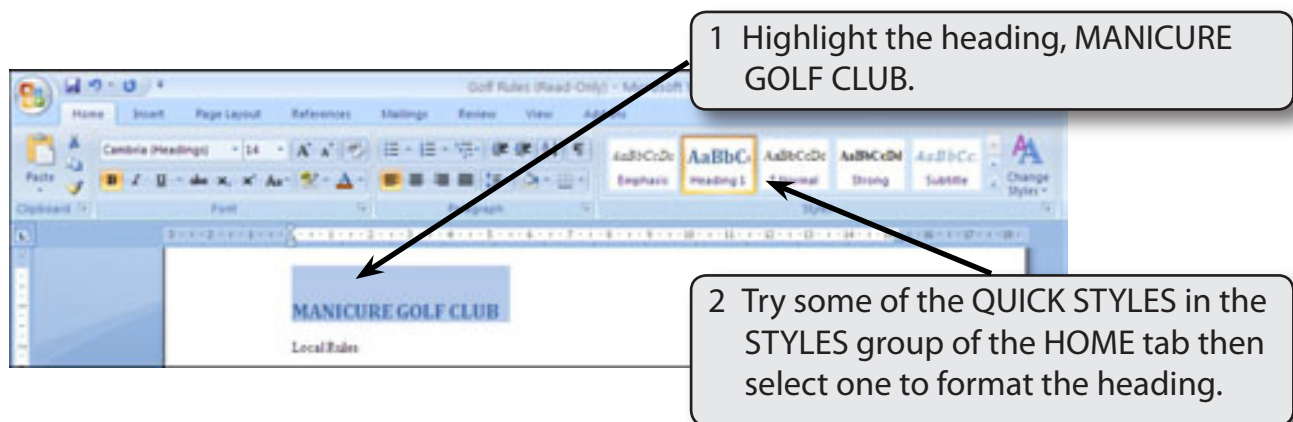 1 Highlight the heading, MANICURE
GOLF CLUB.
Golf Rules (Read-Only) - Microsoft
Home Insert Page Layout References Mailings Review View
Cambria (Headings) 14
Paste
AaBbCcDc AaBbC AaBbCcDc AaBbCcDd AaBbCc
Emphasis Heading 1 Normal Strong Subtitle
Change
Styles
Clipboard Font Paragraph
MANICURE GOLF CLUB
Local Rules
2 Try some of the QUICK STYLES in the
STYLES group of the HOME tab then
select one to format the heading.